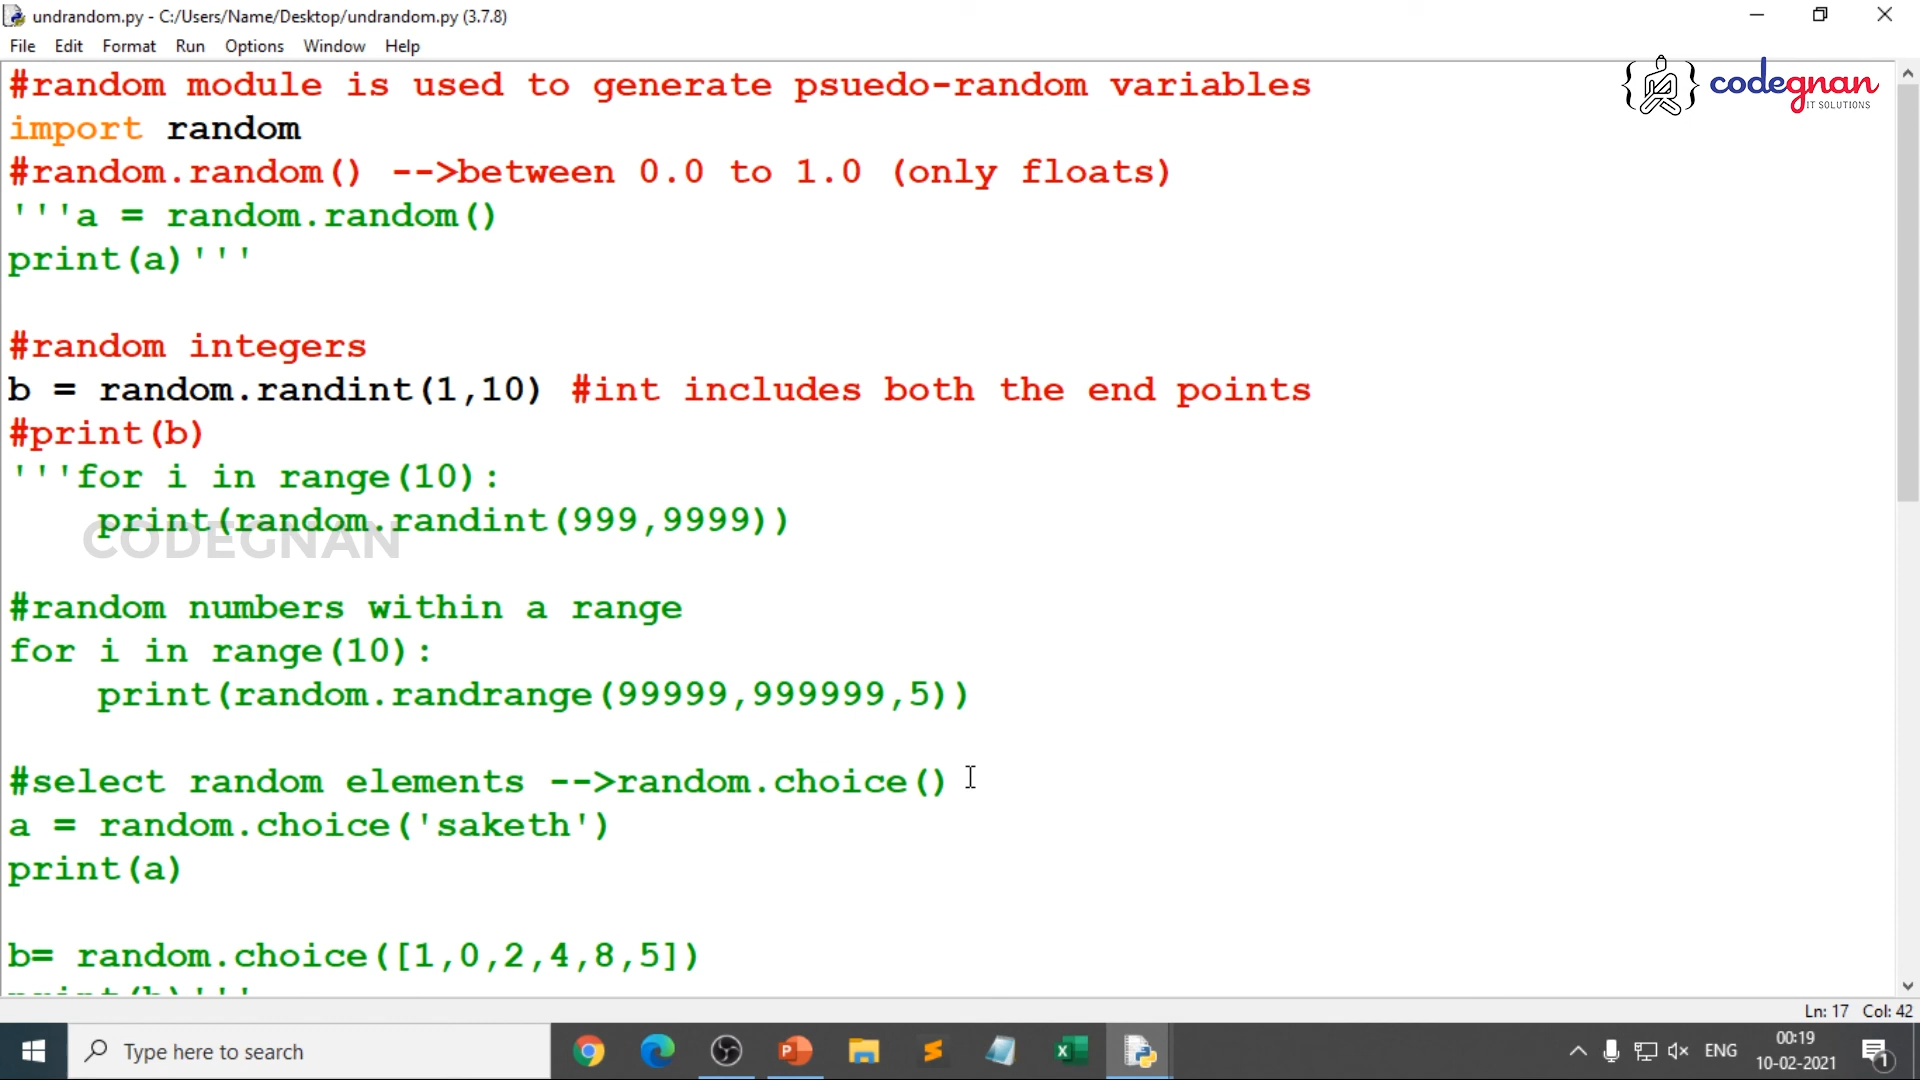 undrandom.py - C:/Users/Name/Desktop/undrandom.py (3.7.8)
File Edit Format Run Options Window Help
codegnan
IT SOLUTIONS
#random module is used to generate psuedo-random variables
import random
#random.random() -->between 0.0 to 1.0 (only floats)
'''a = random.random()
print(a)'''
#random integers
b = random.randint(1,10) #int includes both the end points
#print(b)
'''for i in range(10):
    print(random.randint(999,9999))
CODEGNAN
#random numbers within a range
for i in range(10):
    print(random.randrange(99999,999999,5))
#select random elements -->random.choice()
a = random.choice('saketh')
print(a)
b= random.choice([1,0,2,4,8,5])
print(b)'''
Ln: 17 Col: 42
Type here to search
ENG
00:19
10-02-2021
1